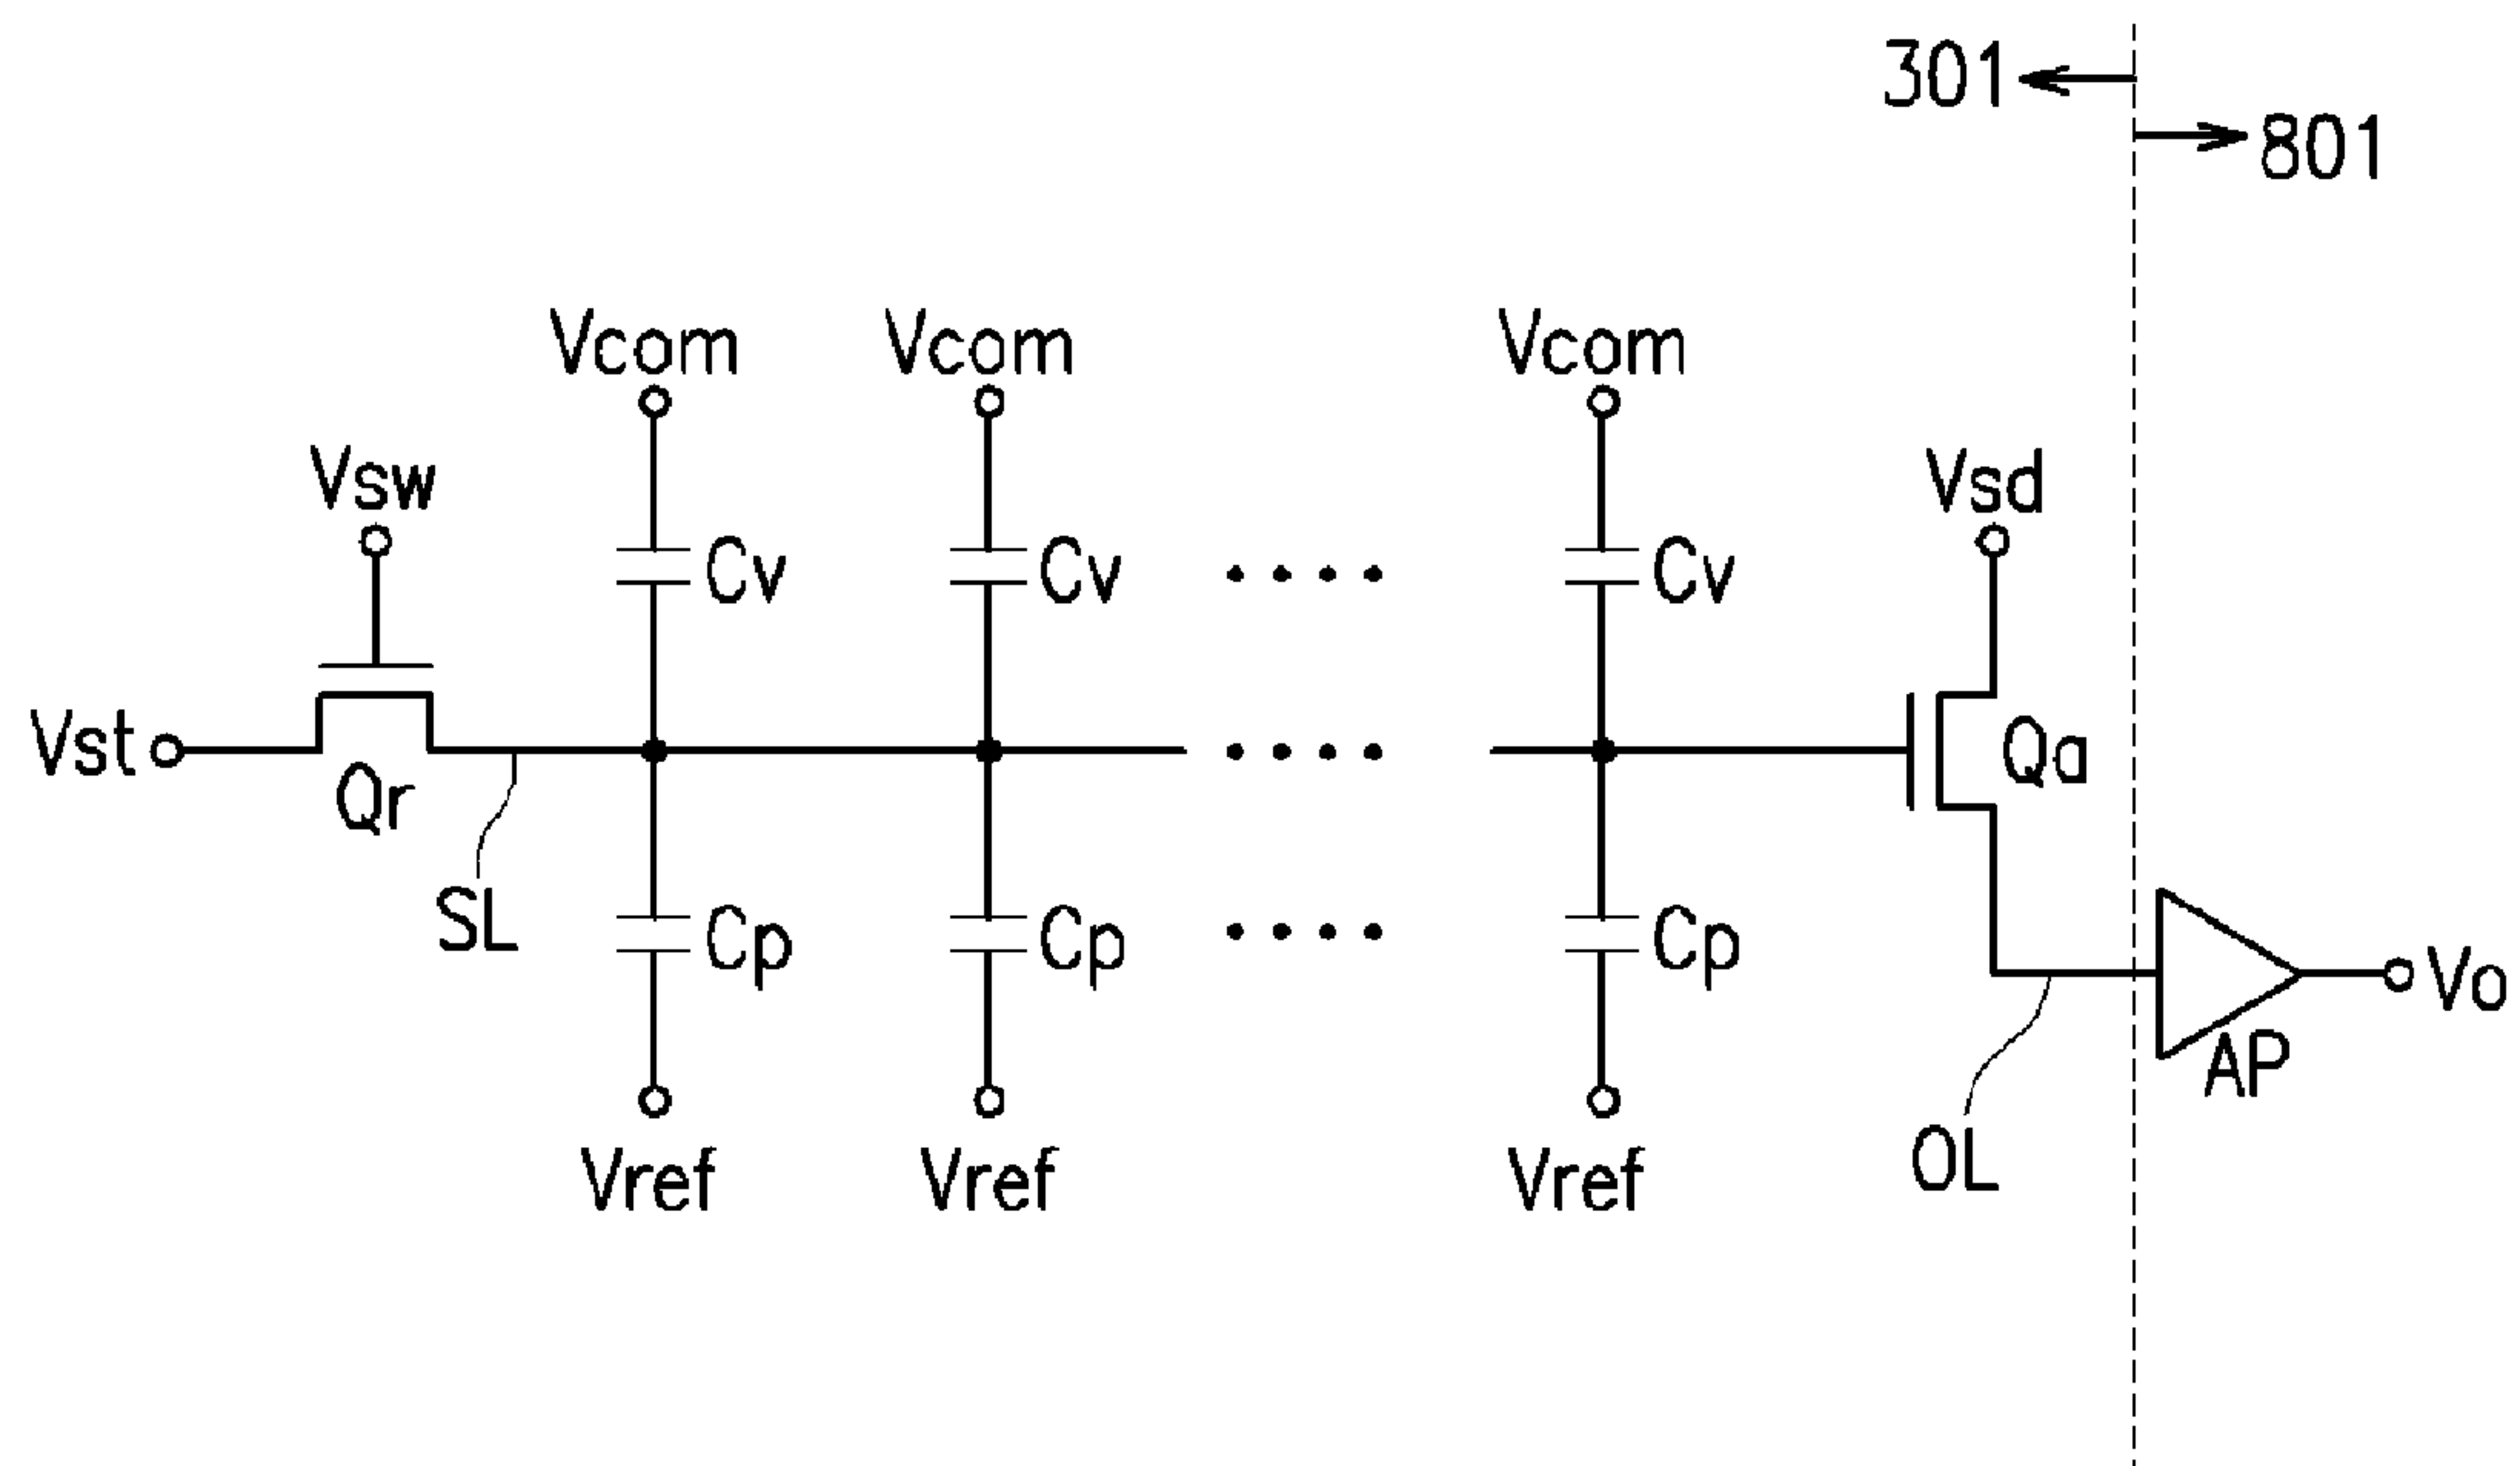 301
801
Vcom Vcom Vcom
Vsw
Vsd
Cv Cv Cv
Vst
Qr
Qa
SL
Cp Cp Cp
Vo
AP
OL
Vref Vref Vref